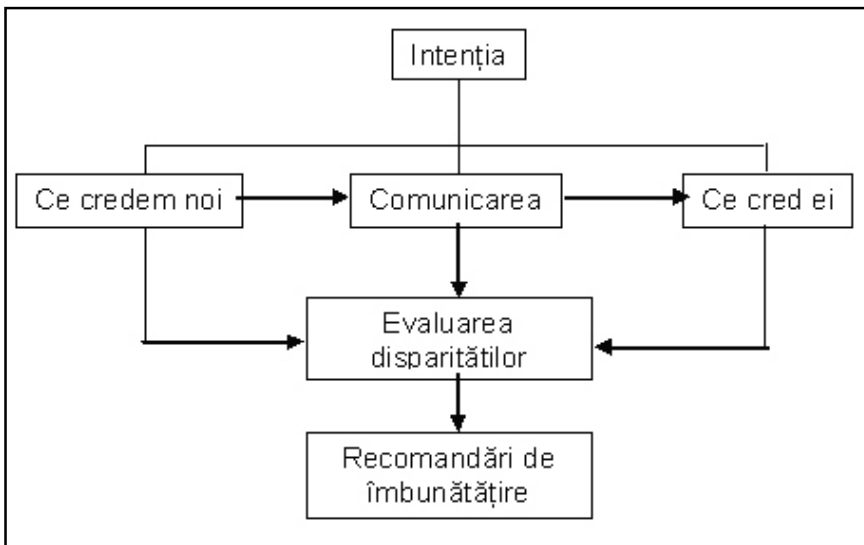 Intenția
Ce credem noi
Comunicarea
Ce cred ei
Evaluarea
disparitătilor
Recomandări de
îmbunătățire